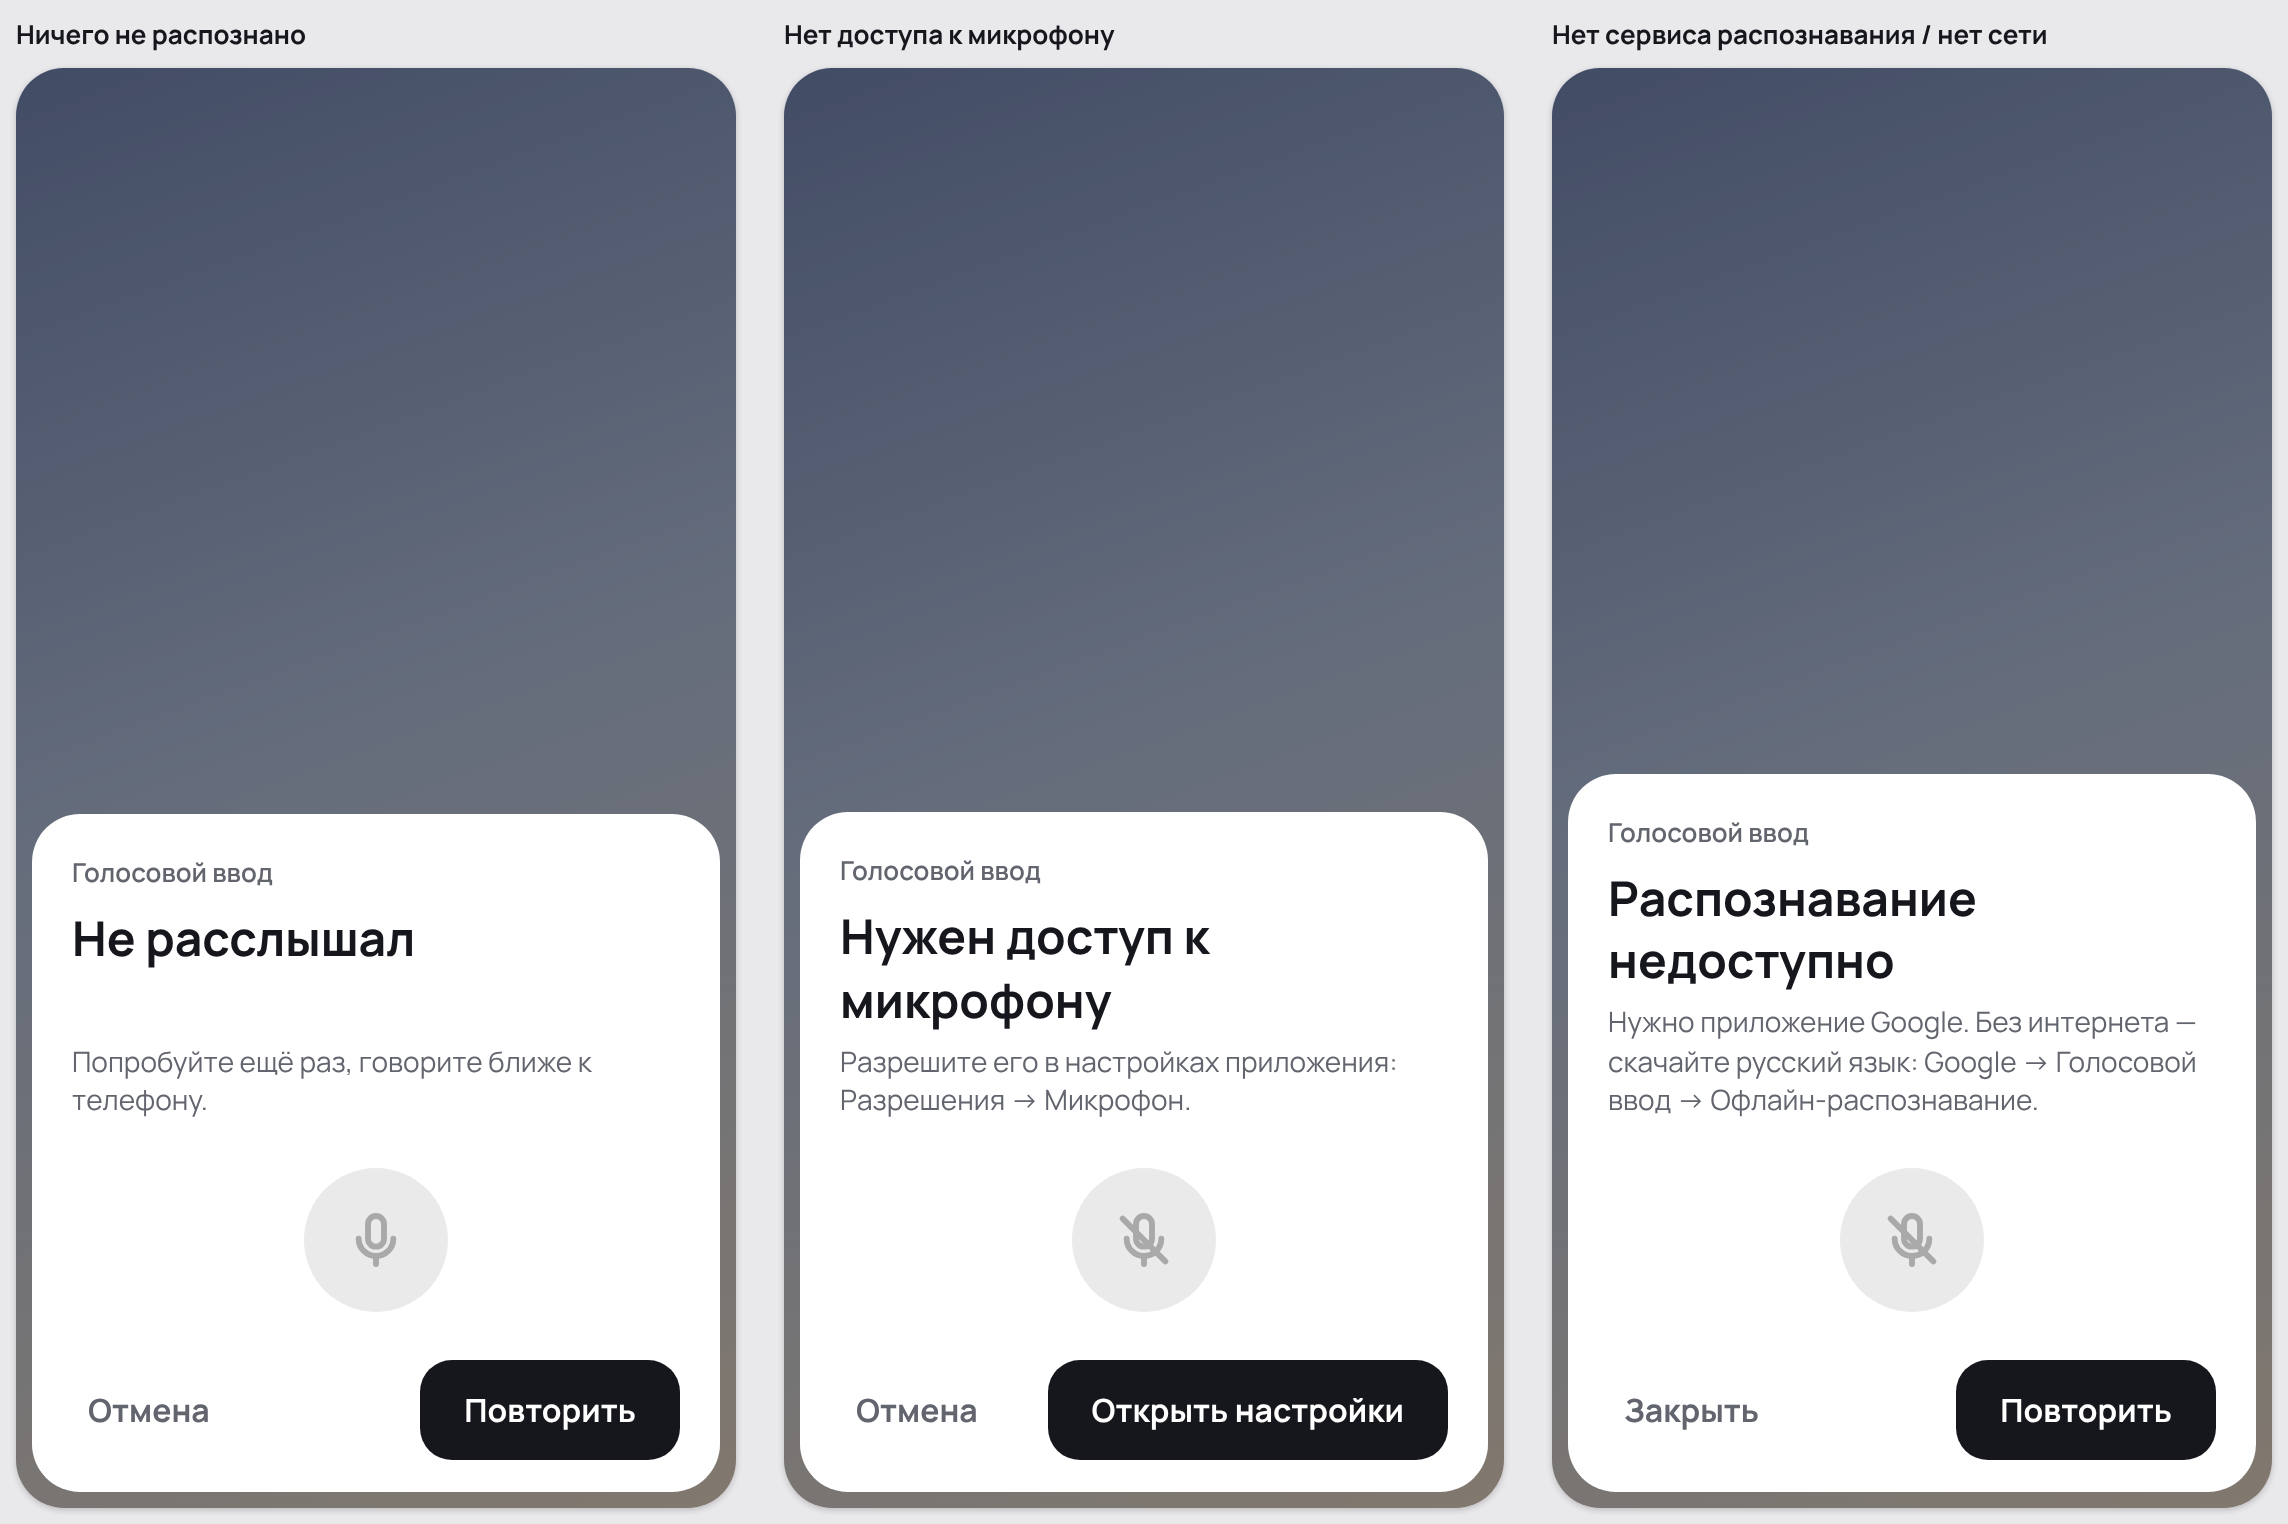 Ничего не распознано
Голосовой ввод
Не расслышал
Попробуйте ещё раз, говорите ближе к
телефону.
Отмена
Повторить
Нет доступа к микрофону
Голосовой ввод
Нужен доступ к
микрофону
Разрешите его в настройках приложения:
Разрешения → Микрофон.
Отмена
Открыть настройки
Нет сервиса распознавания / нет сети
Голосовой ввод
Распознавание
недоступно
Нужно приложение Google. Без интернета —
скачайте русский язык: Google → Голосовой
ввод → Офлайн-распознавание.
Закрыть
Повторить